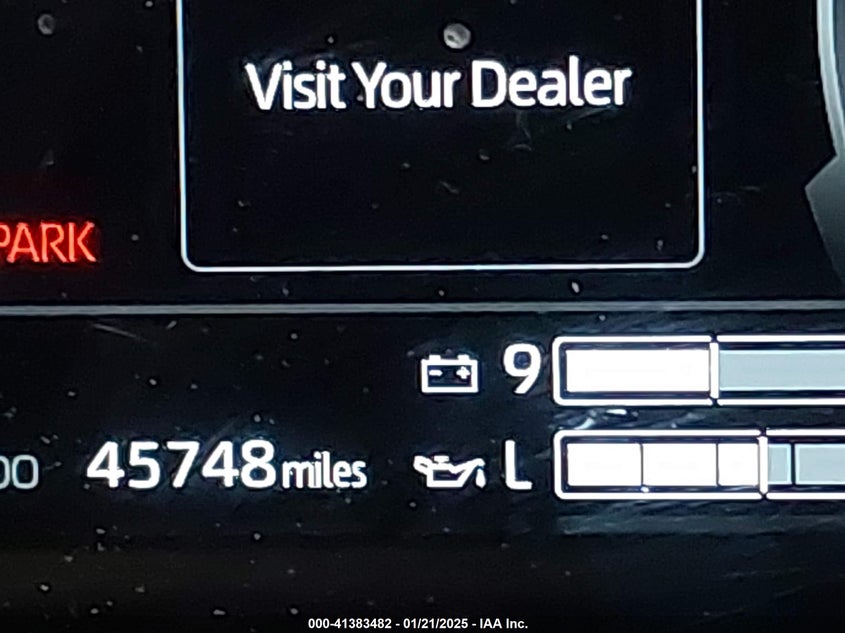 Visit Your Dealer
PARK
9
45748 miles L
000-41383482 - 01/21/2025 - IAA Inc.